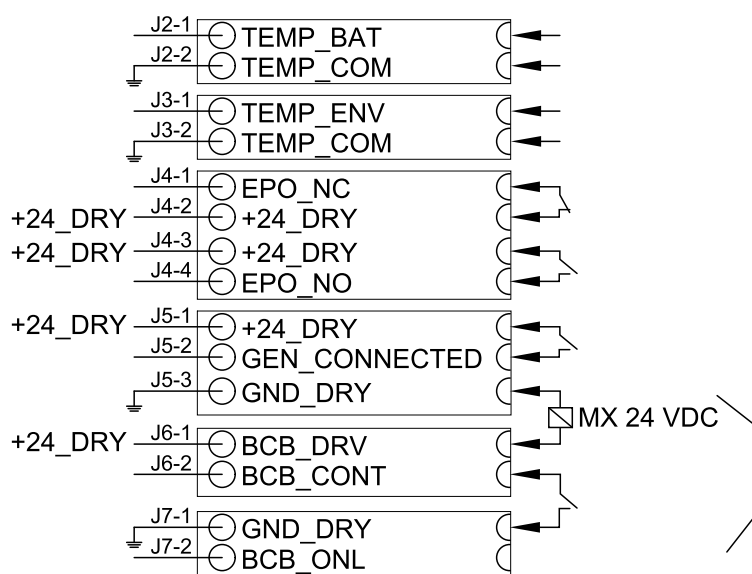 J2-1 TEMP_BAT
J2-2 TEMP_COM
J3-1 TEMP_ENV
J3-2 TEMP_COM
J4-1 EPO_NC
+24_DRY J4-2 +24_DRY
+24_DRY J4-3 +24_DRY
J4-4 EPO_NO
+24_DRY J5-1 +24_DRY
J5-2 GEN_CONNECTED
J5-3 GND_DRY
MX 24 VDC
+24_DRY J6-1 BCB_DRV
J6-2 BCB_CONT
J7-1 GND_DRY
J7-2 BCB_ONL